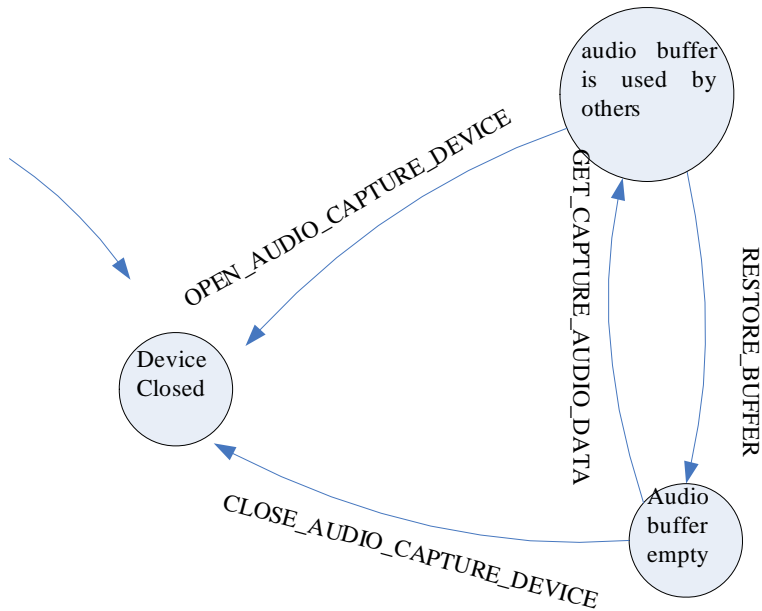 audio buffer
is used by
others
OPEN_AUDIO_CAPTURE_DEVICE
GET_CAPTURE_AUDIO_DATA
RESTORE_BUFFER
Device
Closed
CLOSE_AUDIO_CAPTURE_DEVICE
Audio
buffer
empty